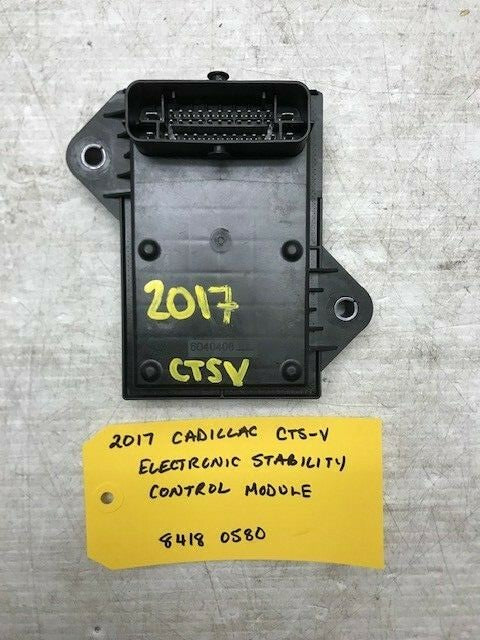 2017
CTSV
2017 CADILLAC CTS-V
ELECTRONIC STABILITY
CONTROL MODULE
8418 0580